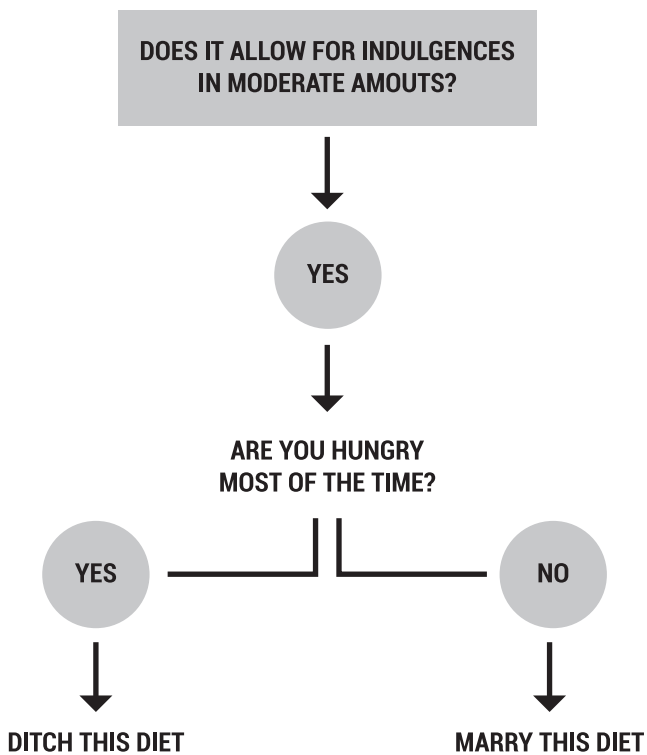 DOES IT ALLOW FOR INDULGENCES
IN MODERATE AMOUTS?
YES
ARE YOU HUNGRY
MOST OF THE TIME?
YES
NO
DITCH THIS DIET
MARRY THIS DIET